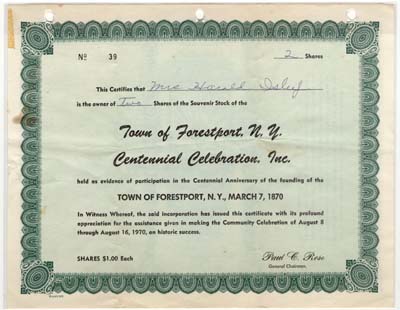 Nº 39 2 Shares
This Certifies that Mrs Harold
is the owner of Two Shares of the Souvenir Stock of the
Town of Forestport, N.Y.
Centennial Celebration, Inc.
held as evidence of participation in the Centennial Anniversary of the founding of the
TOWN OF FORESTPORT, N. Y., MARCH 7, 1870
In Witness Whereof, the said incorporation has issued this certificate with its profound
appreciation for the assistance given in making the Community Celebration of August 8
through August 16, 1970, an historic success.
SHARES $1.00 Each Paul C. Rose
General Chairman.